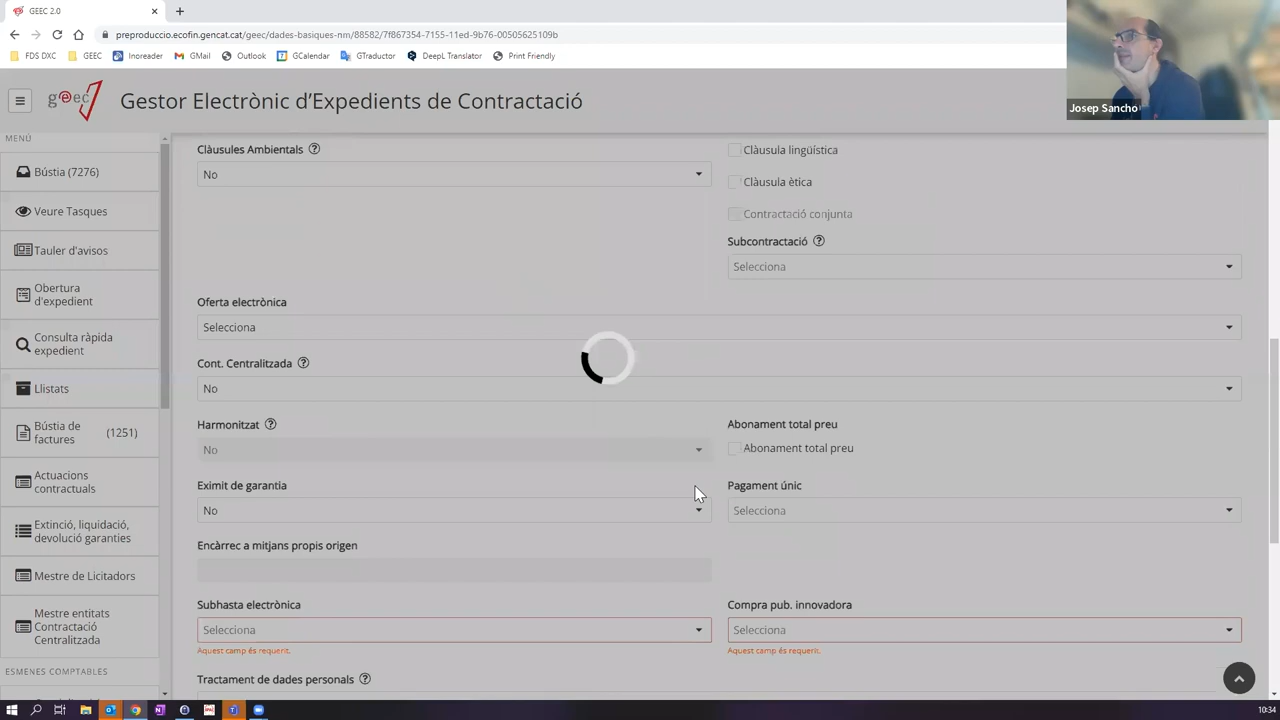 GEEC 2.0
preproduccio.ecofin.gencat.cat/geec/dades-basiques-nm/88582/7f867354-7155-11ed-9b76-00505625109b
FDS DXC
GEEC
Inoreader
GMail
Outlook
GCalendar
GTraductor
DeepL Translator
Print Friendly
geec
Gestor Electrònic d'Expedients de Contractació
Josep Sancho
MENÚ
Bústia (7276)
Veure Tasques
Tauler d'avisos
Obertura
d'expedient
Consulta ràpida
expedient
Llistats
Bústia de
factures
(1251)
Actuacions
contractuals
Extinció, liquidació,
devolució garanties
Mestre de Licitadors
Mestre entitats
Contractació
Centralitzada
ESMENES COMPTABLES
Clàusules Ambientals
No
Clàusula lingüística
Clàusula ètica
Contractació conjunta
Subcontractació
Selecciona
Oferta electrònica
Selecciona
Cont. Centralitzada
No
Harmonitzat
No
Abonament total preu
Abonament total preu
Eximit de garantia
No
Pagament únic
Selecciona
Encàrrec a mitjans propis origen
Subhasta electrònica
Selecciona
Aquest camp és requerit.
Compra pub. innovadora
Selecciona
Aquest camp és requerit.
Tractament de dades personals
10:34